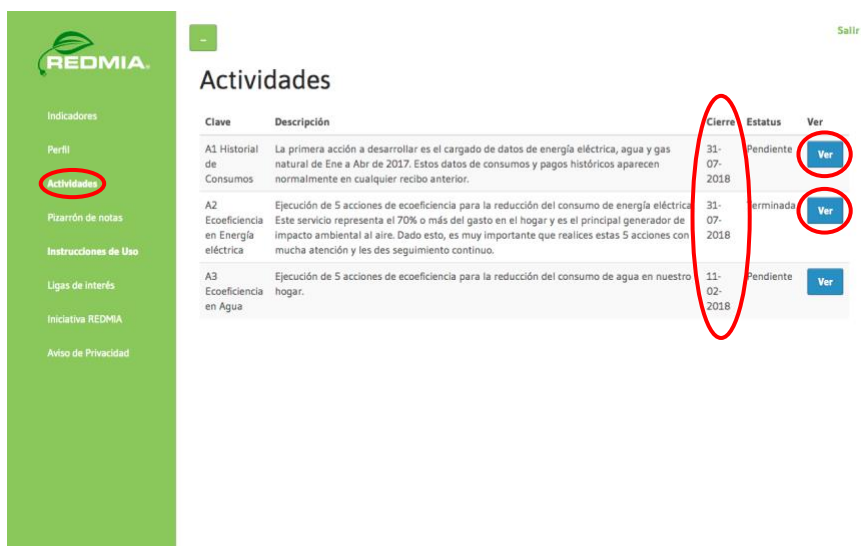 REDMIA.
Indicadores
Perfil
Actividades
Pizarrón de notas
Instrucciones de Uso
Ligas de interés
Iniciativa REDMIA
Aviso de Privacidad
Salir
Actividades
Clave Descripción Cierre Estatus Ver
A1 Historial La primera acción a desarrollar es el cargado de datos de energía eléctrica, agua y gas 31- Pendiente Ver
de natural de Ene a Abr de 2017. Estos datos de consumos y pagos históricos aparecen 07-
Consumos normalmente en cualquier recibo anterior. 2018
A2 Ejecución de 5 acciones de ecoeficiencia para la reducción del consumo de energía eléctrica 31- Terminada Ver
Ecoeficiencia Este servicio representa el 70% o más del gasto en el hogar y es el principal generador de 07-
en Energía impacto ambiental al aire. Dado esto, es muy importante que realices estas 5 acciones con 2018
eléctrica mucha atención y les des seguimiento continuo.
A3 Ejecución de 5 acciones de ecoeficiencia para la reducción del consumo de agua en nuestro 11- Pendiente Ver
Ecoeficiencia hogar. 02-
en Agua 2018